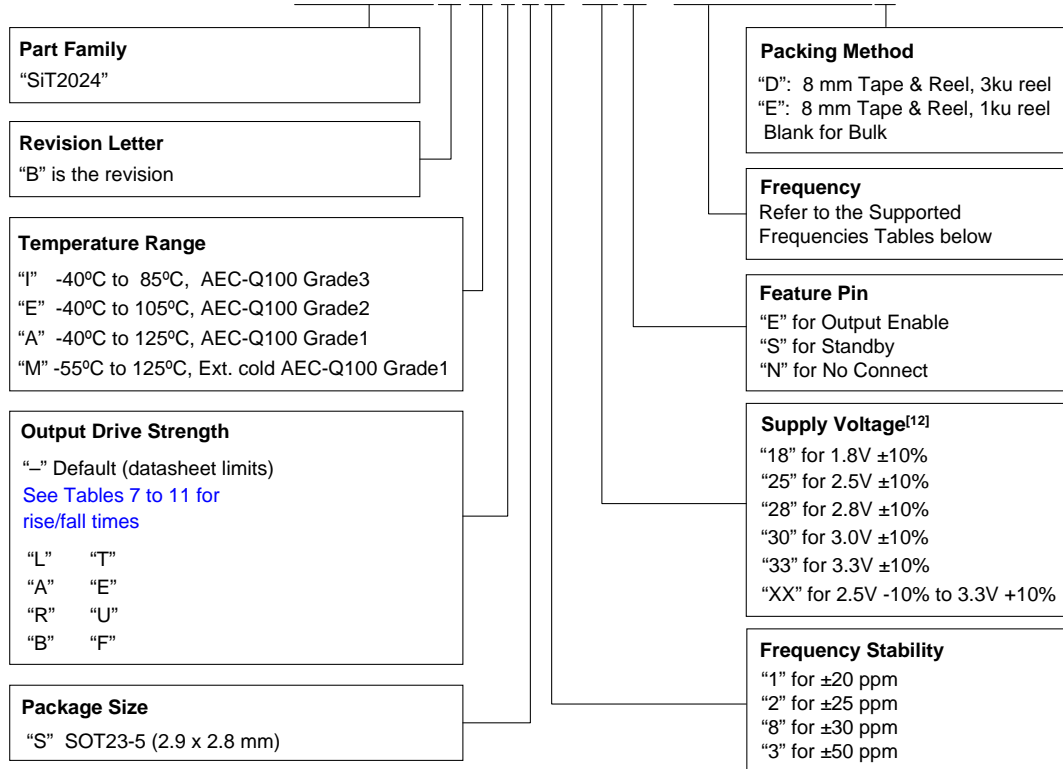 Part Family
“SiT2024”
Revision Letter
“B” is the revision
Temperature Range
“I” -40ºC to 85ºC, AEC-Q100 Grade3
“E” -40ºC to 105ºC, AEC-Q100 Grade2
“A” -40ºC to 125ºC, AEC-Q100 Grade1
“M” -55ºC to 125ºC, Ext. cold AEC-Q100 Grade1
Output Drive Strength
“–” Default (datasheet limits)
See Tables 7 to 11 for
rise/fall times
“L” “T”
“A” “E”
“R” “U”
“B” “F”
Package Size
“S” SOT23-5 (2.9 x 2.8 mm)
Packing Method
“D”: 8 mm Tape & Reel, 3ku reel
“E”: 8 mm Tape & Reel, 1ku reel
Blank for Bulk
Frequency
Refer to the Supported
Frequencies Tables below
Feature Pin
“E” for Output Enable
“S” for Standby
“N” for No Connect
Supply Voltage[12]
“18” for 1.8V ±10%
“25” for 2.5V ±10%
“28” for 2.8V ±10%
“30” for 3.0V ±10%
“33” for 3.3V ±10%
“XX” for 2.5V -10% to 3.3V +10%
Frequency Stability
“1” for ±20 ppm
“2” for ±25 ppm
“8” for ±30 ppm
“3” for ±50 ppm